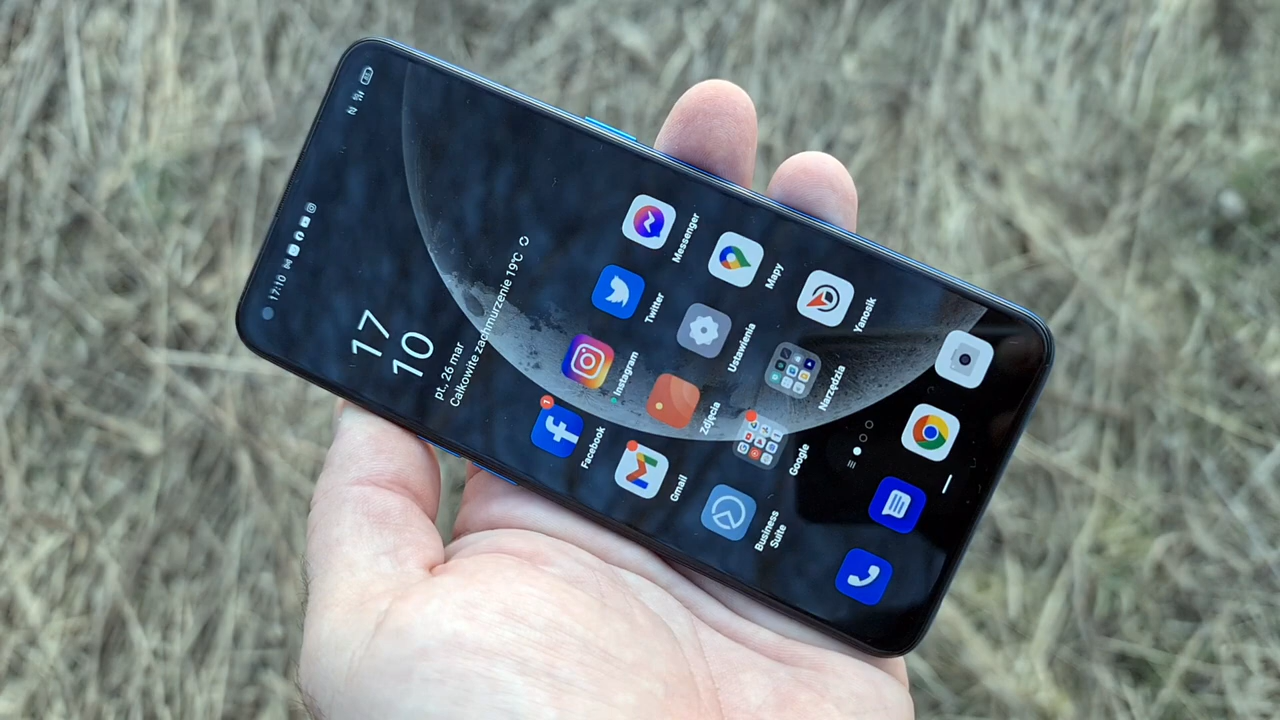 17:10
17
10
pt., 26 mar
Całkowite zachmurzenie 19°C
Facebook
Instagram
Twitter
Messenger
Gmail
Zdjęcia
Ustawienia
Mapy
Business
Suite
Google
Narzędzia
Yanosik